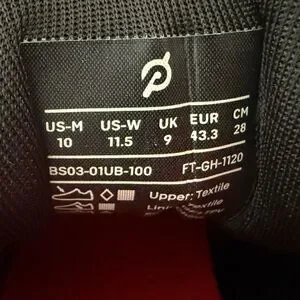 US-M US-W UK EUR CM
10 11.5 9 43.3 28
BS03-01UB-100 FT-GH-1120
Upper: Textile